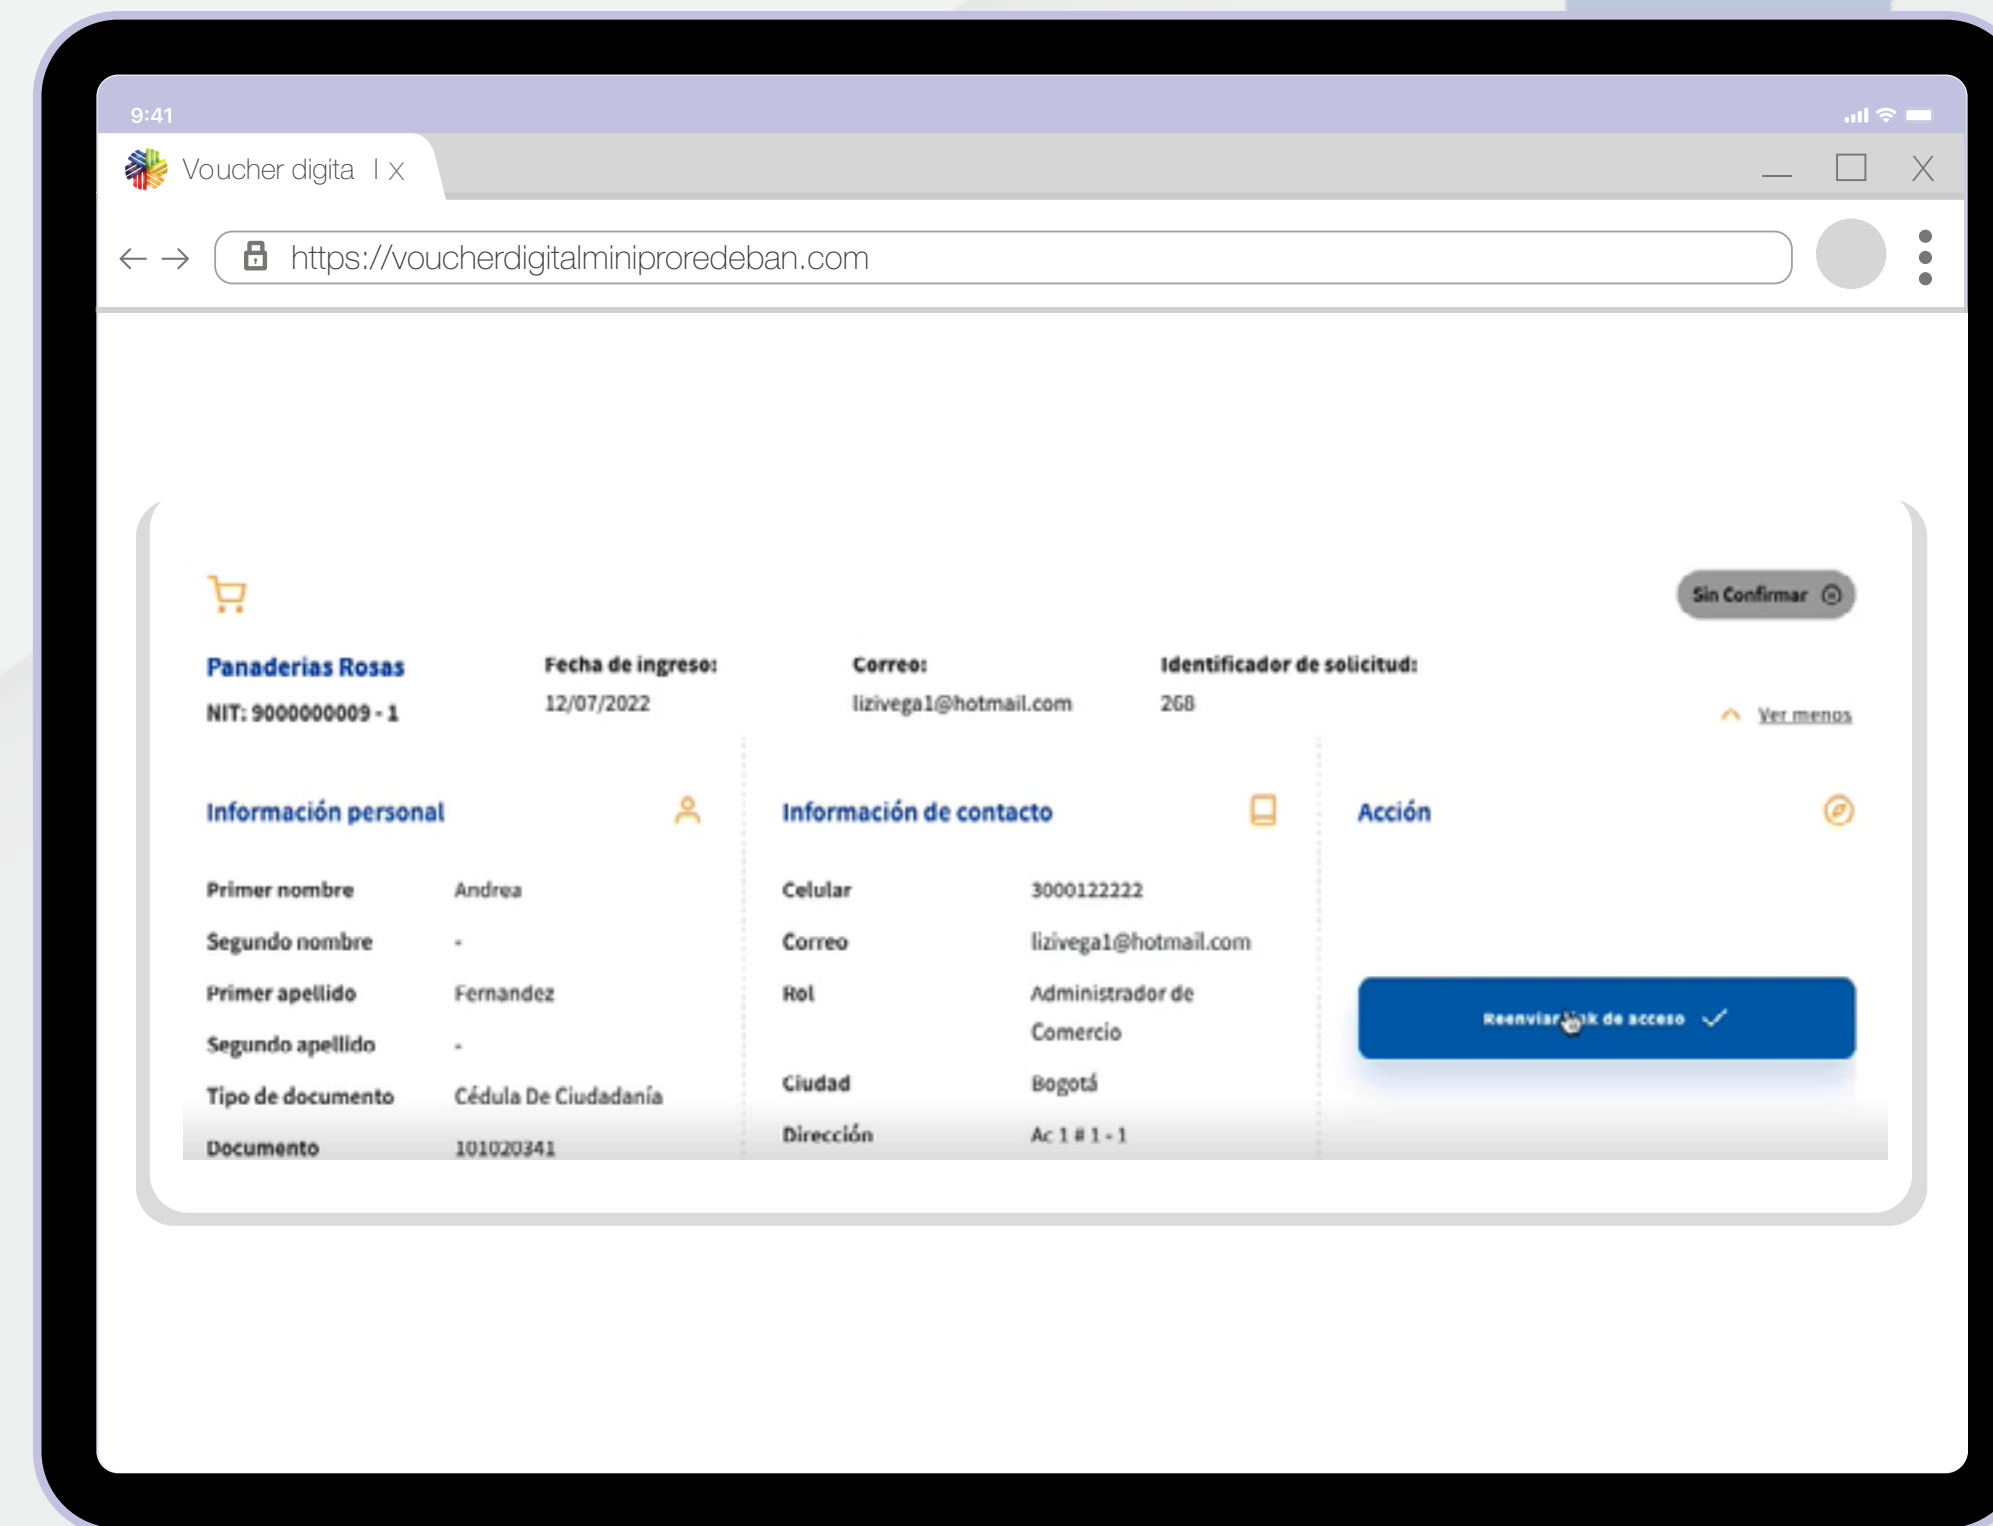 9:41
Voucher digita l X
X
https://voucherdigitalminiproredeban.com
Sin Confirmar
Panaderias Rosas
NIT: 9000000009 - 1
Fecha de ingreso:
12/07/2022
Correo:
lizivega1@hotmail.com
Identificador de solicitud:
268
Ver menos
Información personal
Primer nombre Andrea
Segundo nombre -
Primer apellido Fernandez
Segundo apellido -
Tipo de documento Cédula De Ciudadanía
Documento 101020341
Información de contacto
Celular 3000122222
Correo lizivega1@hotmail.com
Rol Administrador de
Comercio
Ciudad Bogotá
Dirección Ac 1 # 1 - 1
Acción
Reenviar link de acceso